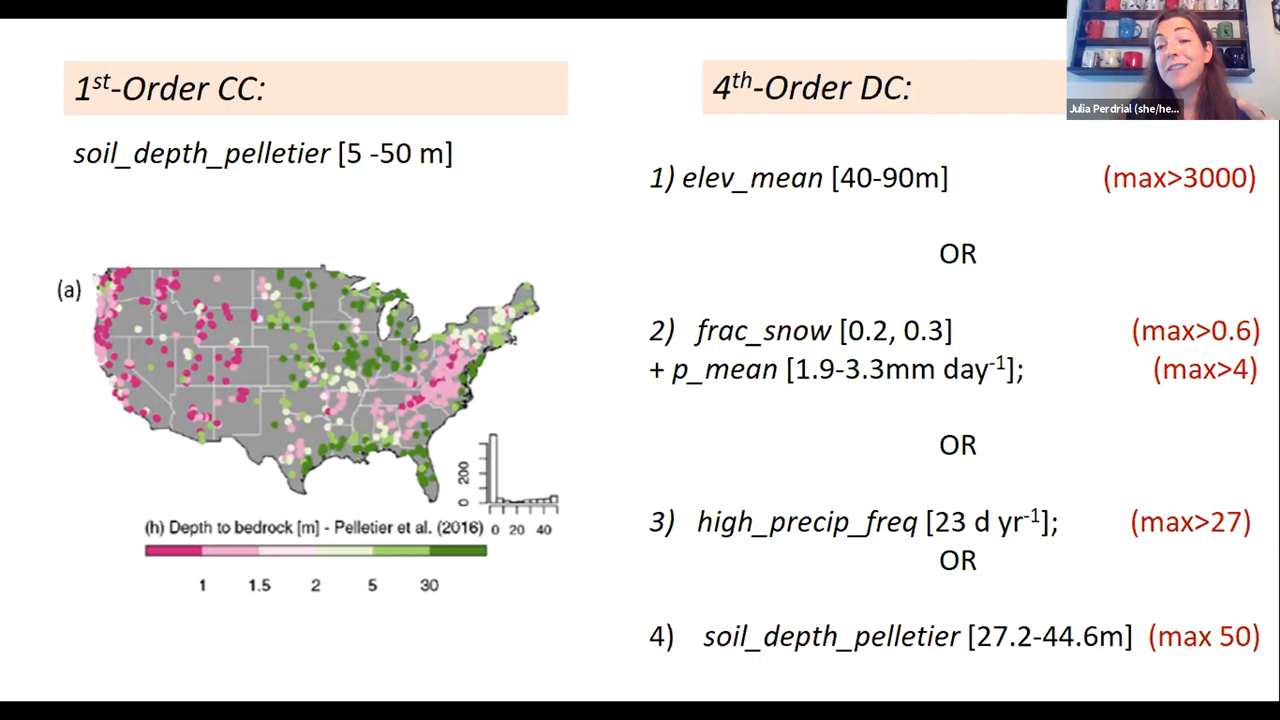 1st-Order CC:
soil_depth_pelletier [5 -50 m]
(a)
200
0
0 20 40
(h) Depth to bedrock [m] - Pelletier et al. (2016)
1 1.5 2 5 30
4th-Order DC:
1) elev_mean [40-90m] (max>3000)
OR
2) frac_snow [0.2, 0.3] (max>0.6)
+ p_mean [1.9-3.3mm day-1]; (max>4)
OR
3) high_precip_freq [23 d yr-1]; (max>27)
OR
4) soil_depth_pelletier [27.2-44.6m] (max 50)
Julia Perdrial (she/he...